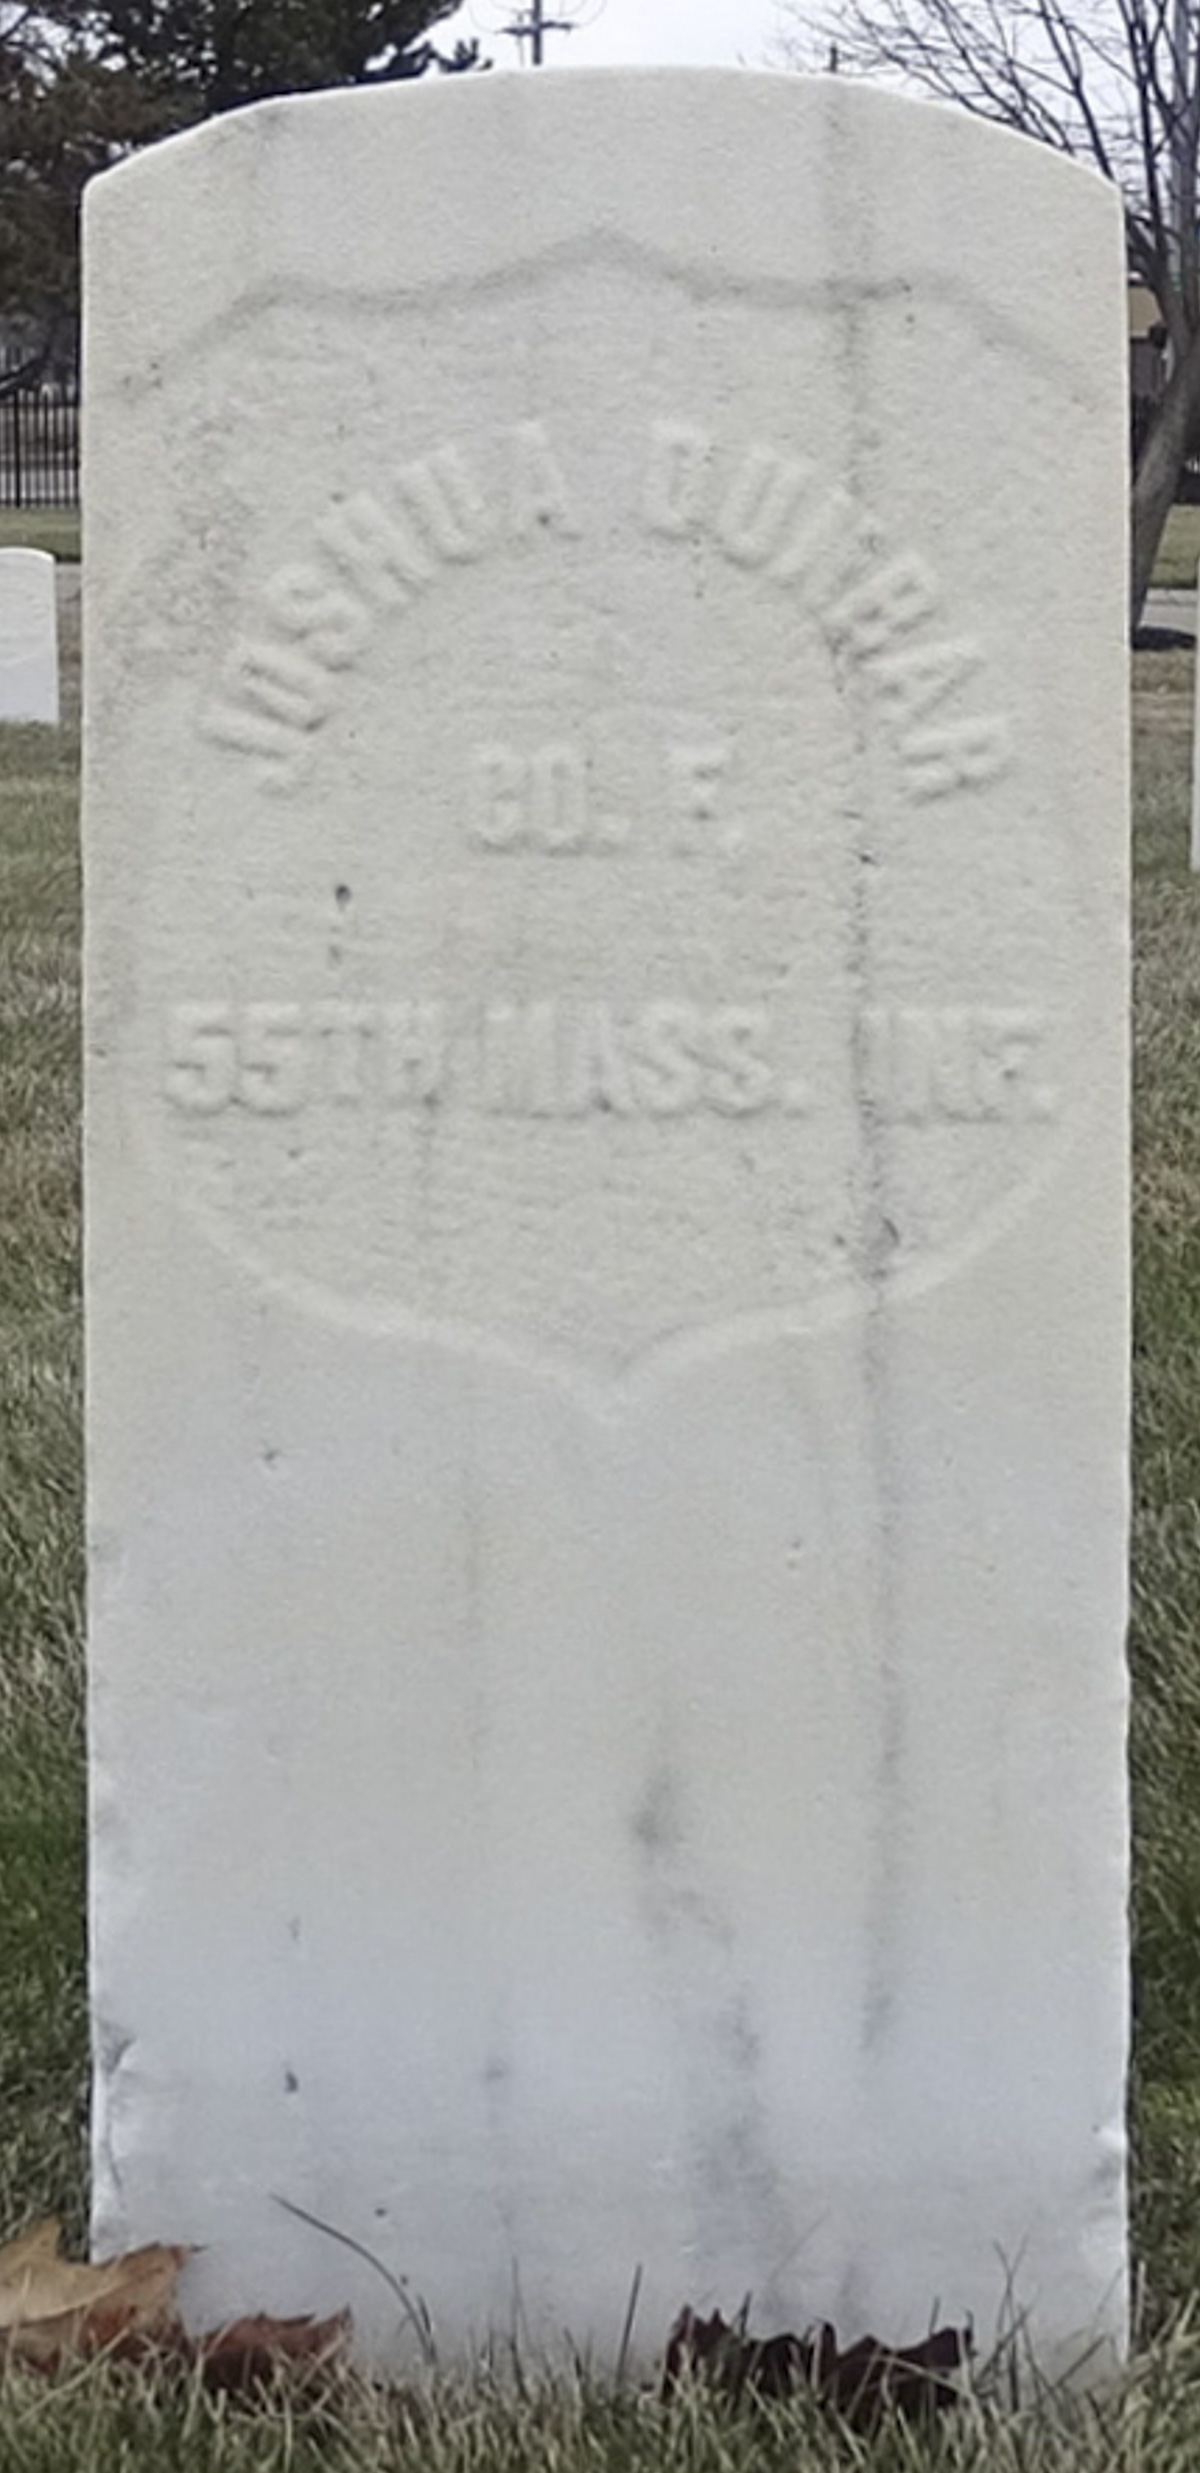 JOSHUA DUNBAR
CO. F.
55TH MASS. INF.